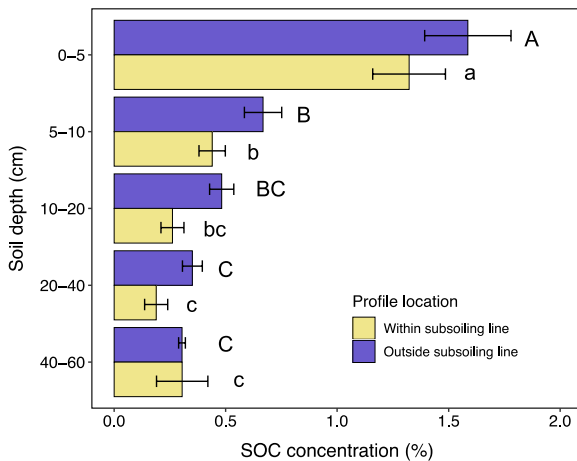 A
0–5
a
B
5–10
b
BC
10–20
bc
C
20–40
c
Profile location
Within subsoiling line
Outside subsoiling line
C
40–60
c
Soil depth (cm)
0.0 0.5 1.0 1.5 2.0
SOC concentration (%)